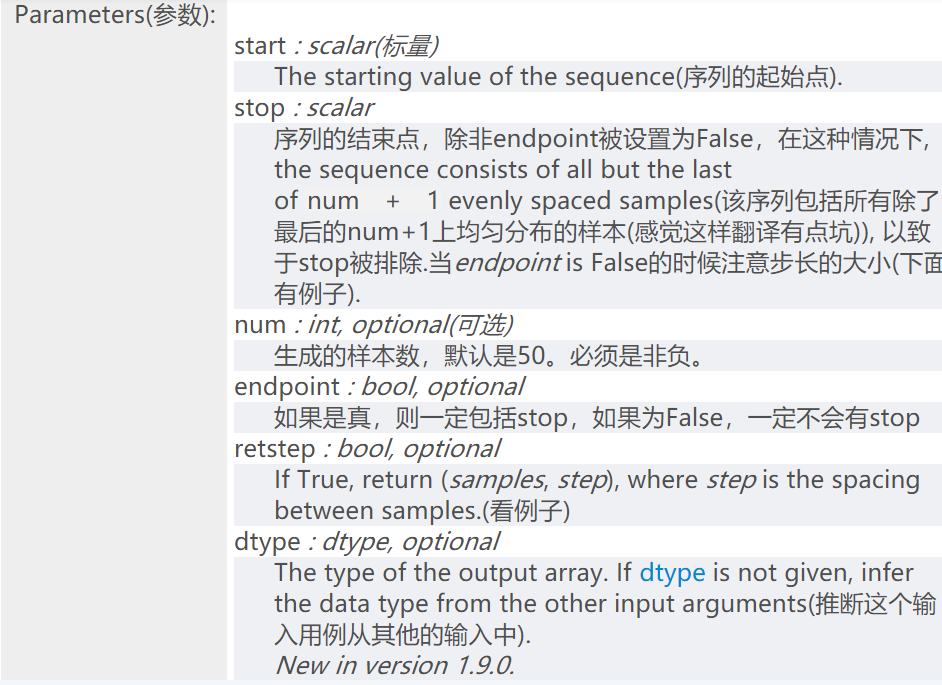 Parameters(参数):
start : scalar(标量)
The starting value of the sequence(序列的起始点).
stop : scalar
序列的结束点，除非endpoint被设置为False，在这种情况下,
the sequence consists of all but the last
of num + 1 evenly spaced samples(该序列包括所有除了
最后的num+1上均匀分布的样本(感觉这样翻译有点坑)), 以致
于stop被排除.当endpoint is False的时候注意步长的大小(下面
有例子).
num : int, optional(可选)
生成的样本数，默认是50。必须是非负。
endpoint : bool, optional
如果是真，则一定包括stop，如果为False，一定不会有stop
retstep : bool, optional
If True, return (samples, step), where step is the spacing
between samples.(看例子)
dtype : dtype, optional
The type of the output array. If dtype is not given, infer
the data type from the other input arguments(推断这个输
入用例从其他的输入中).
New in version 1.9.0.